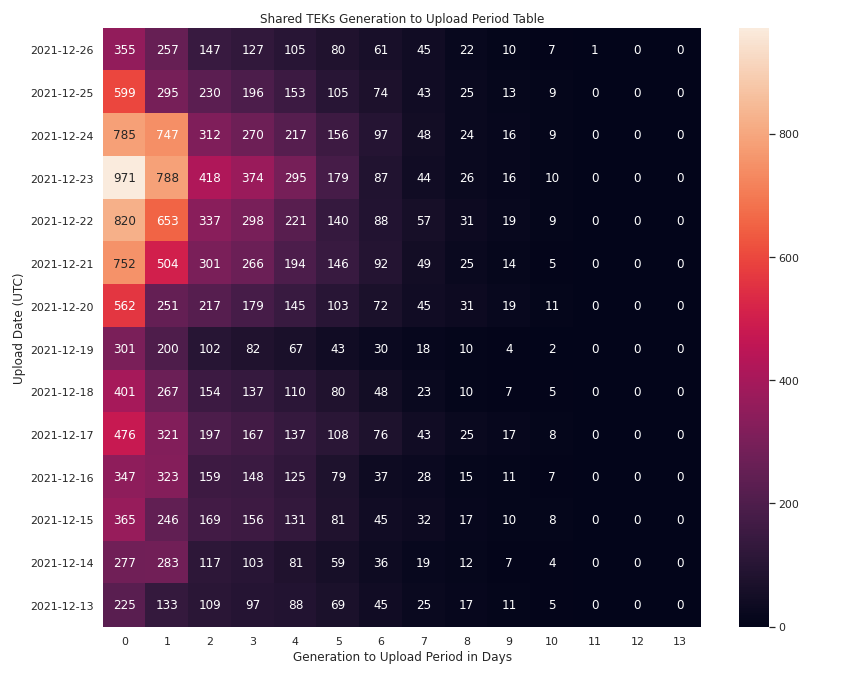 Shared TEKs Generation to Upload Period Table
Upload Date (UTC)
2021-12-26 355 257 147 127 105 80 61 45 22 10 7 1 0 0
2021-12-25 599 295 230 196 153 105 74 43 25 13 9 0 0 0
2021-12-24 785 747 312 270 217 156 97 48 24 16 9 0 0 0
2021-12-23 971 788 418 374 295 179 87 44 26 16 10 0 0 0
2021-12-22 820 653 337 298 221 140 88 57 31 19 9 0 0 0
2021-12-21 752 504 301 266 194 146 92 49 25 14 5 0 0 0
2021-12-20 562 251 217 179 145 103 72 45 31 19 11 0 0 0
2021-12-19 301 200 102 82 67 43 30 18 10 4 2 0 0 0
2021-12-18 401 267 154 137 110 80 48 23 10 7 5 0 0 0
2021-12-17 476 321 197 167 137 108 76 43 25 17 8 0 0 0
2021-12-16 347 323 159 148 125 79 37 28 15 11 7 0 0 0
2021-12-15 365 246 169 156 131 81 45 32 17 10 8 0 0 0
2021-12-14 277 283 117 103 81 59 36 19 12 7 4 0 0 0
2021-12-13 225 133 109 97 88 69 45 25 17 11 5 0 0 0
0 1 2 3 4 5 6 7 8 9 10 11 12 13
Generation to Upload Period in Days
800
600
400
200
0